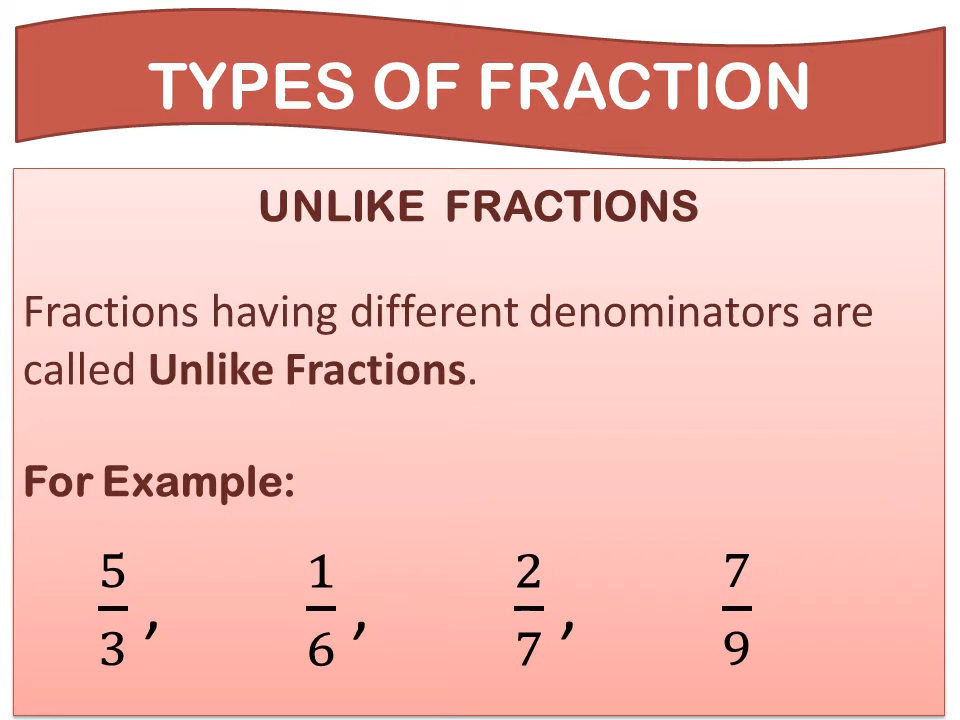 TYPES OF FRACTION
UNLIKE FRACTIONS
Fractions having different denominators are
called Unlike Fractions.
For Example:
5/3 , 1/6 , 2/7 , 7/9